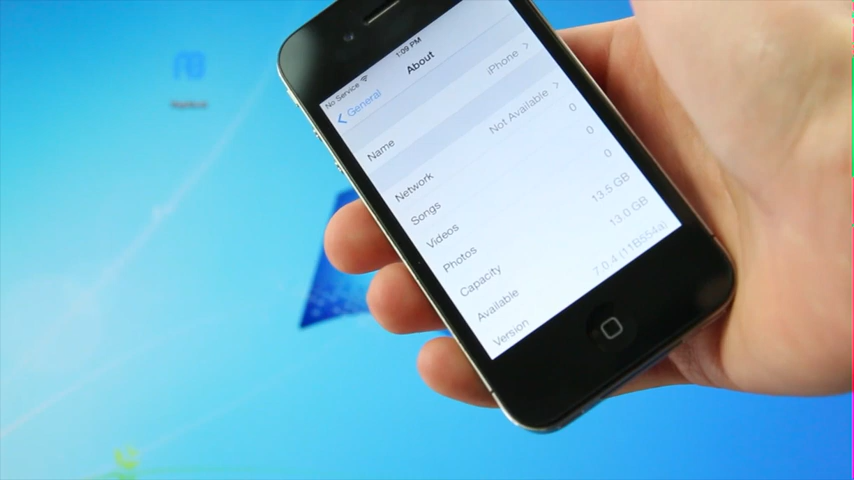 No Service 1:09 PM
General About
Name iPhone
Network Not Available
Songs 0
Videos 0
Photos 0
Capacity 13.5 GB
Available 13.0 GB
Version 7.0.4 (11B554a)